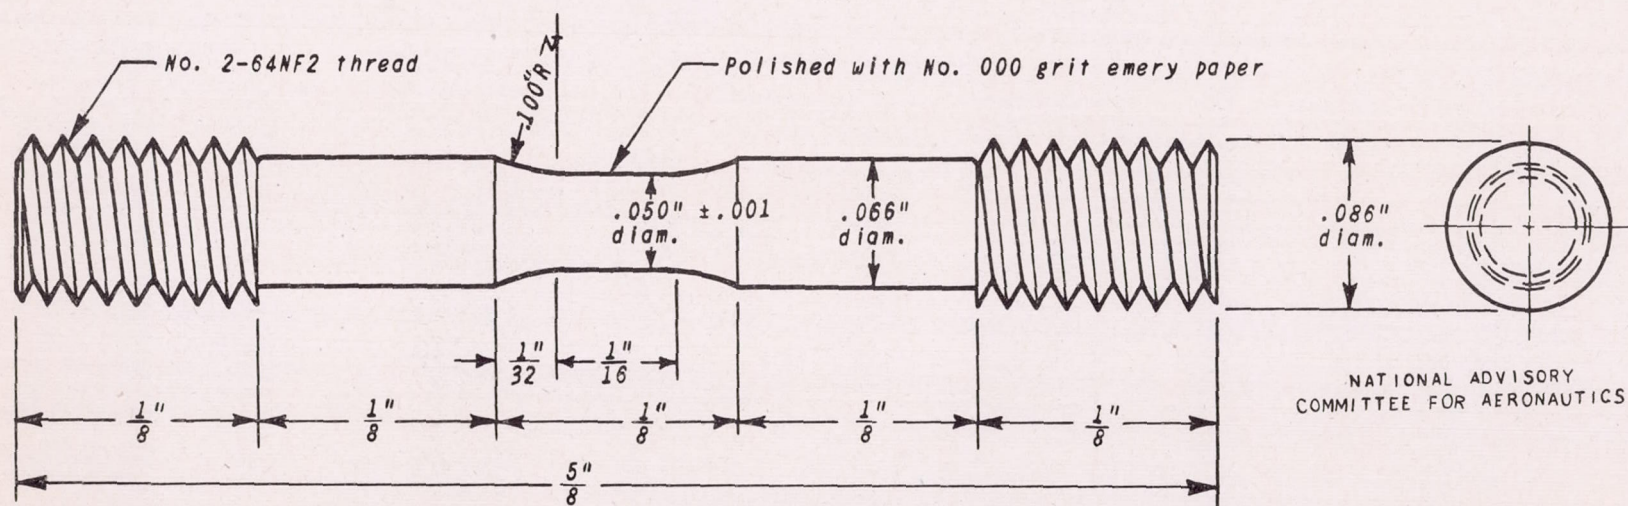 No. 2-64NF2 thread
.100"R
Polished with No. 000 grit emery paper
.050" ±.001
diam.
.066"
diam.
.086"
diam.
1"
32
1"
16
NATIONAL ADVISORY
COMMITTEE FOR AERONAUTICS
1"
8
1"
8
1"
8
1"
8
1"
8
5"
8